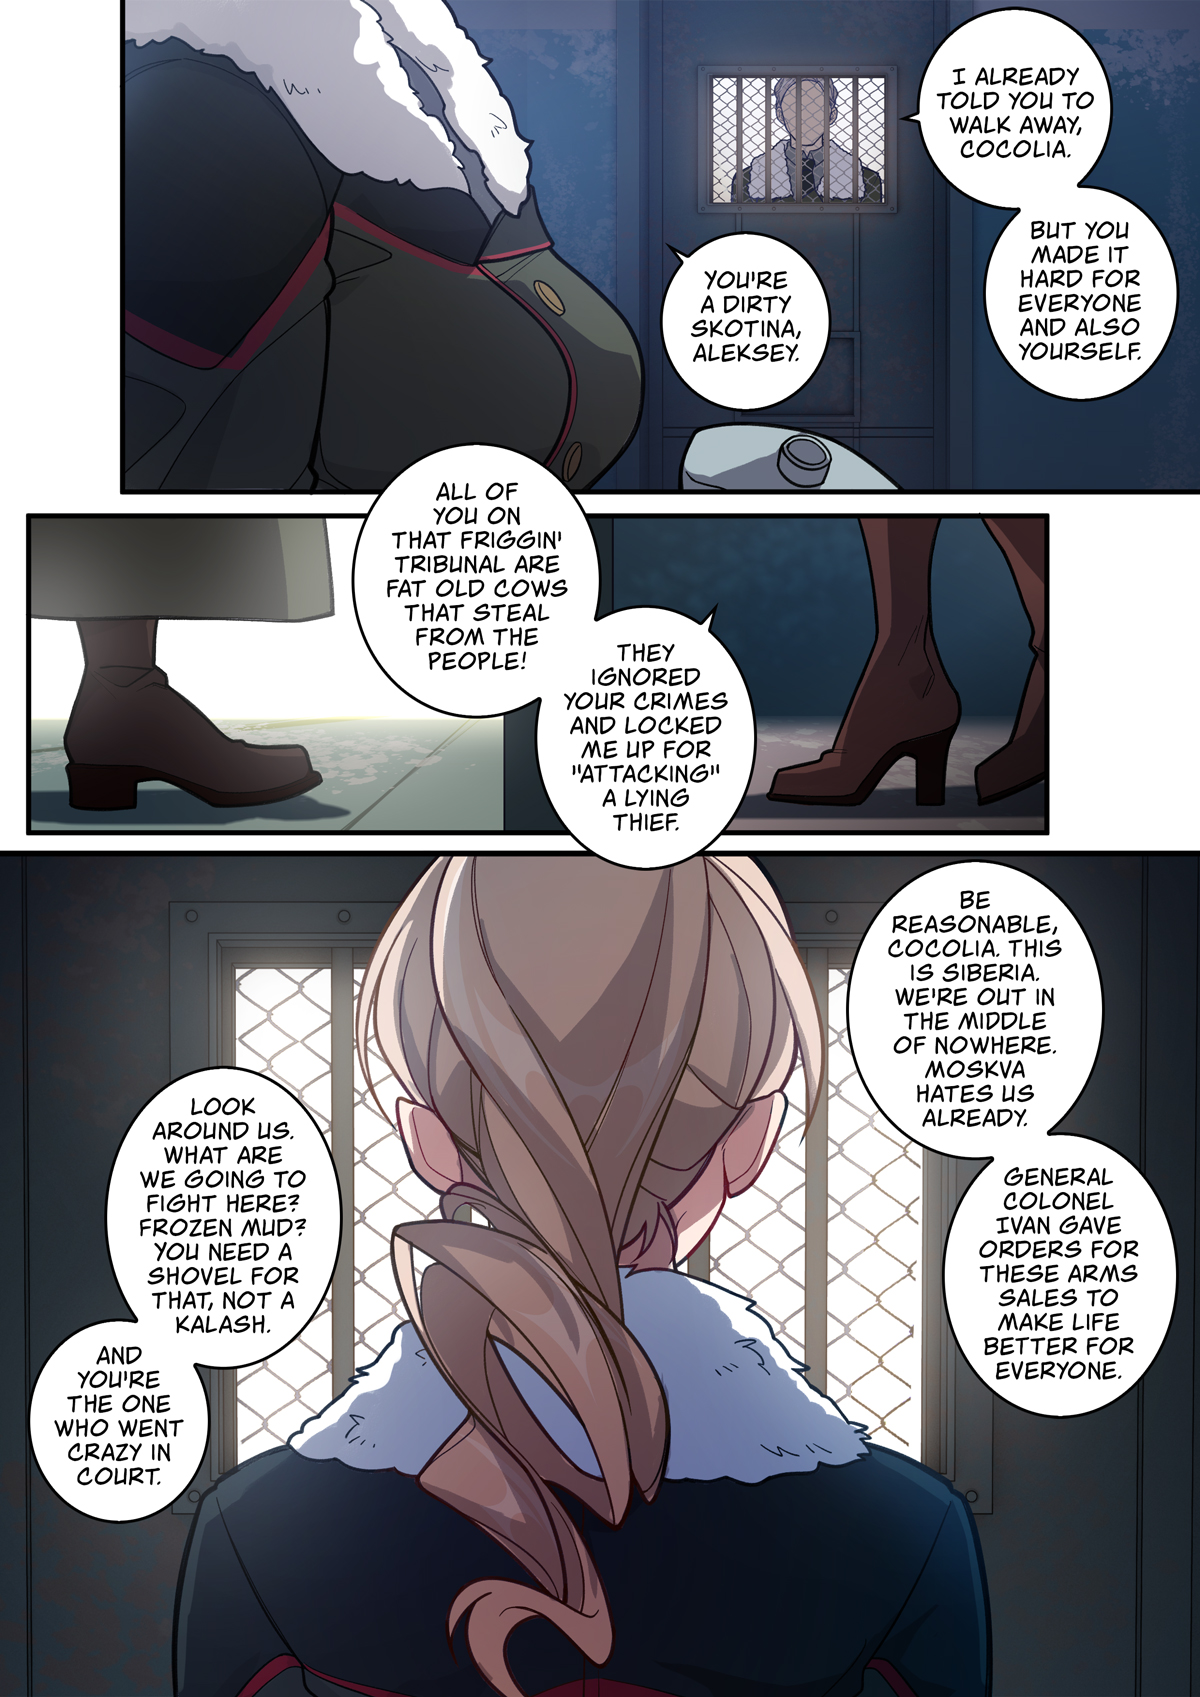 I ALREADY
TOLD YOU TO
WALK AWAY,
COCOLIA.
BUT YOU
MADE IT
HARD FOR
EVERYONE
AND ALSO
YOURSELF.
YOU'RE
A DIRTY
SKOTINA,
ALEKSEY.
ALL OF
YOU ON
THAT FRIGGIN'
TRIBUNAL ARE
FAT OLD COWS
THAT STEAL
FROM THE
PEOPLE!
THEY
IGNORED
YOUR CRIMES
AND LOCKED
ME UP FOR
"ATTACKING"
A LYING
THIEF.
BE
REASONABLE,
COCOLIA. THIS
IS SIBERIA.
WE'RE OUT IN
THE MIDDLE
OF NOWHERE.
MOSKVA
HATES US
ALREADY.
GENERAL
COLONEL
IVAN GAVE
ORDERS FOR
THESE ARMS
SALES TO
MAKE LIFE
BETTER FOR
EVERYONE.
LOOK
AROUND US.
WHAT ARE
WE GOING TO
FIGHT HERE?
FROZEN MUD?
YOU NEED A
SHOVEL FOR
THAT, NOT A
KALASH.
AND
YOU'RE
THE ONE
WHO WENT
CRAZY IN
COURT.